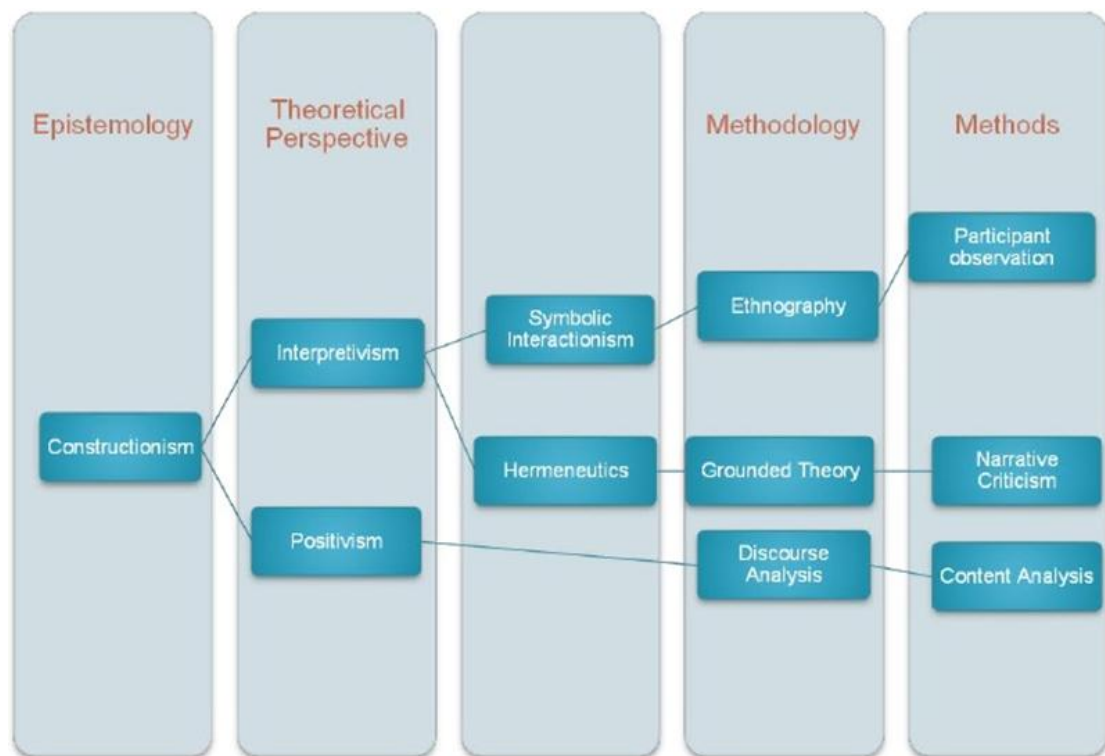 Epistemology
Theoretical
Perspective
Methodology
Methods
Participant
observation
Symbolic
Interactionism
Ethnography
Interpretivism
Constructionism
Hermeneutics
Grounded Theory
Narrative
Criticism
Positivism
Discourse
Analysis
Content Analysis